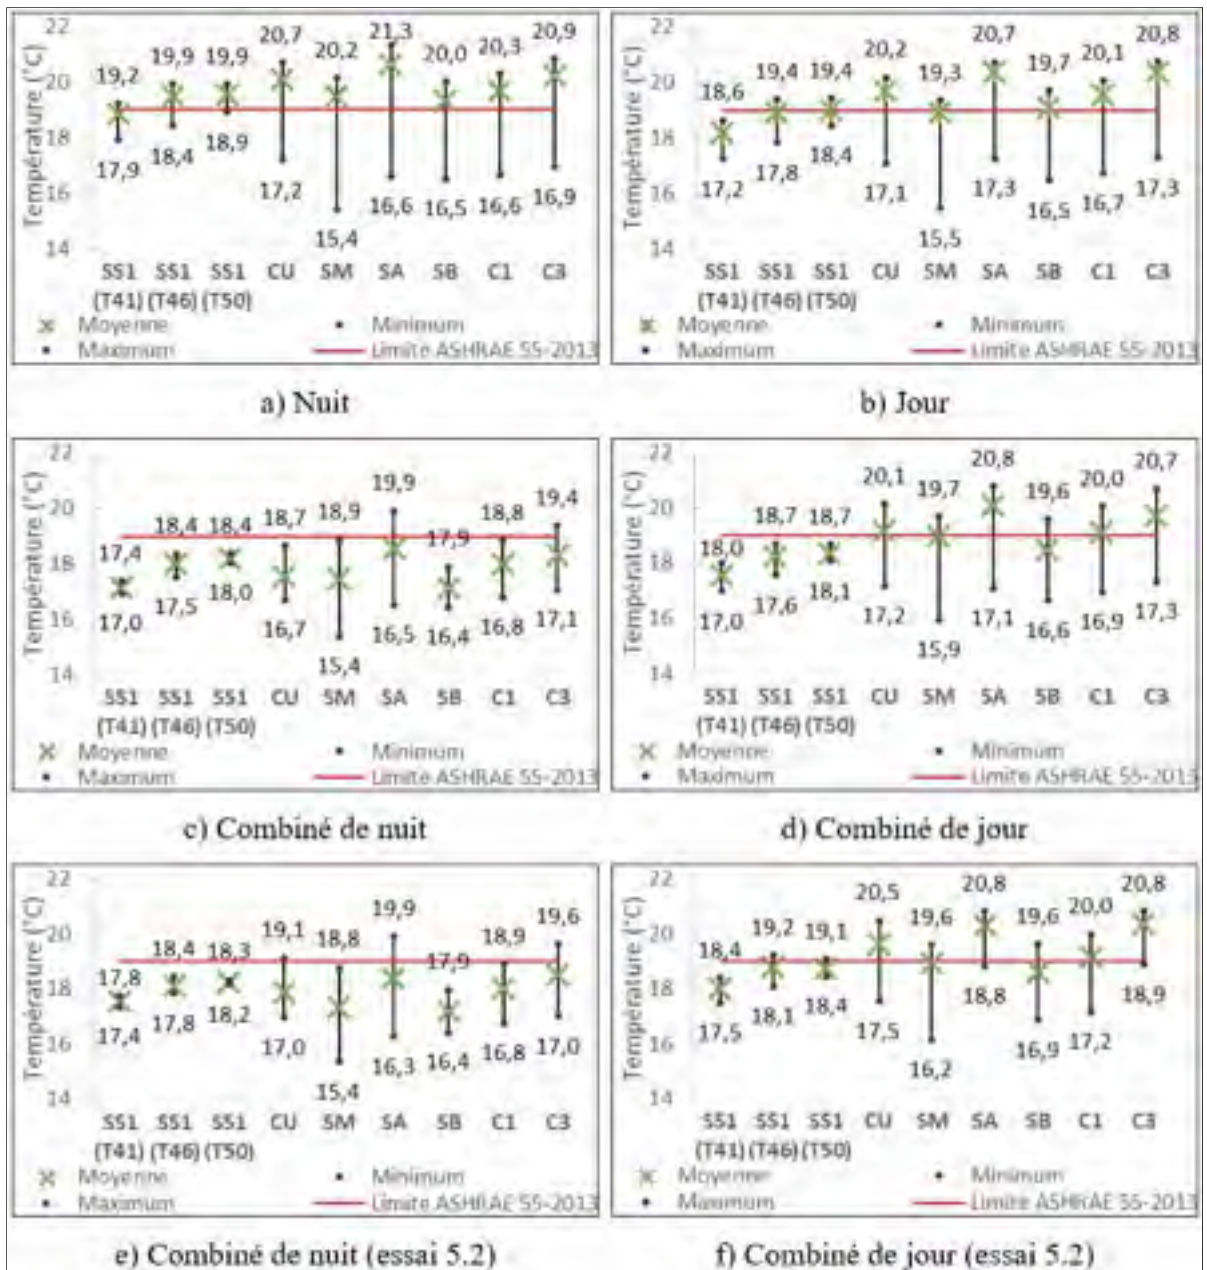 22
20
18
16
14
Température (°C)
19,2 19,9 19,9 20,7 20,2 21,3 20,0 20,3 20,9
17,9 18,4 18,9 17,2 15,4 16,6 16,5 16,6 16,9
SS1 SS1 SS1 CU SM SA SB C1 C3
(T41) (T46) (T50)
Moyenne Minimum
Maximum Limite ASHRAE 55-2013
a) Nuit
22
20
18
16
14
Température (°C)
18,6 19,4 19,4 20,2 19,3 20,7 19,7 20,1 20,8
17,2 17,8 18,4 17,1 15,5 17,3 16,5 16,7 17,3
SS1 SS1 SS1 CU SM SA SB C1 C3
(T41) (T46) (T50)
Moyenne Minimum
Maximum Limite ASHRAE 55-2013
b) Jour
22
20
18
16
14
Température (°C)
17,4 18,4 18,4 18,7 18,9 19,9 17,9 18,8 19,4
17,0 17,5 18,0 16,7 15,4 16,5 16,4 16,8 17,1
SS1 SS1 SS1 CU SM SA SB C1 C3
(T41) (T46) (T50)
Moyenne Minimum
Maximum Limite ASHRAE 55-2013
c) Combiné de nuit
22
20
18
16
14
Température (°C)
18,0 18,7 18,7 20,1 19,7 20,8 19,6 20,0 20,7
17,0 17,6 18,1 17,2 15,9 17,1 16,6 16,9 17,3
SS1 SS1 SS1 CU SM SA SB C1 C3
(T41) (T46) (T50)
Moyenne Minimum
Maximum Limite ASHRAE 55-2013
d) Combiné de jour
22
20
18
16
14
Température (°C)
17,8 18,4 18,3 19,1 18,8 19,9 17,9 18,9 19,6
17,4 17,8 18,2 17,0 15,4 16,3 16,4 16,8 17,0
SS1 SS1 SS1 CU SM SA SB C1 C3
(T41) (T46) (T50)
Moyenne Minimum
Maximum Limite ASHRAE 55-2013
e) Combiné de nuit (essai 5.2)
22
20
18
16
14
Température (°C)
18,4 19,2 19,1 20,5 19,6 20,8 19,6 20,0 20,8
17,5 18,1 18,4 17,5 16,2 18,8 16,9 17,2 18,9
SS1 SS1 SS1 CU SM SA SB C1 C3
(T41) (T46) (T50)
Moyenne Minimum
Maximum Limite ASHRAE 55-2013
f) Combiné de jour (essai 5.2)